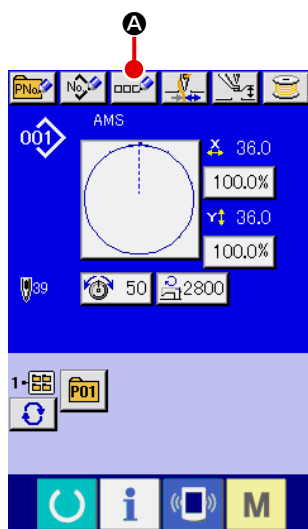 A
PNo. No.
AMS
001
X 36.0
100.0%
Y 36.0
100.0%
39 50 2800
1- P01
i M